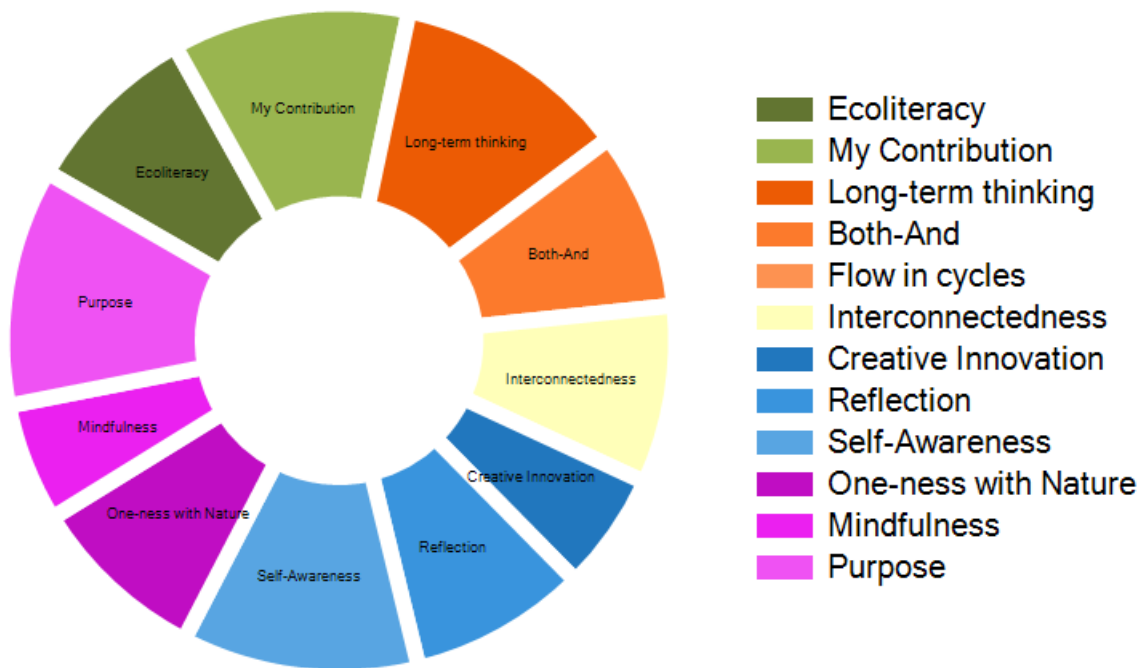 My Contribution
Long-term thinking
Ecoliteracy
Both-And
Purpose
Interconnectedness
Mindfulness
Creative Innovation
One-ness with Nature
Reflection
Self-Awareness
Ecoliteracy
My Contribution
Long-term thinking
Both-And
Flow in cycles
Interconnectedness
Creative Innovation
Reflection
Self-Awareness
One-ness with Nature
Mindfulness
Purpose